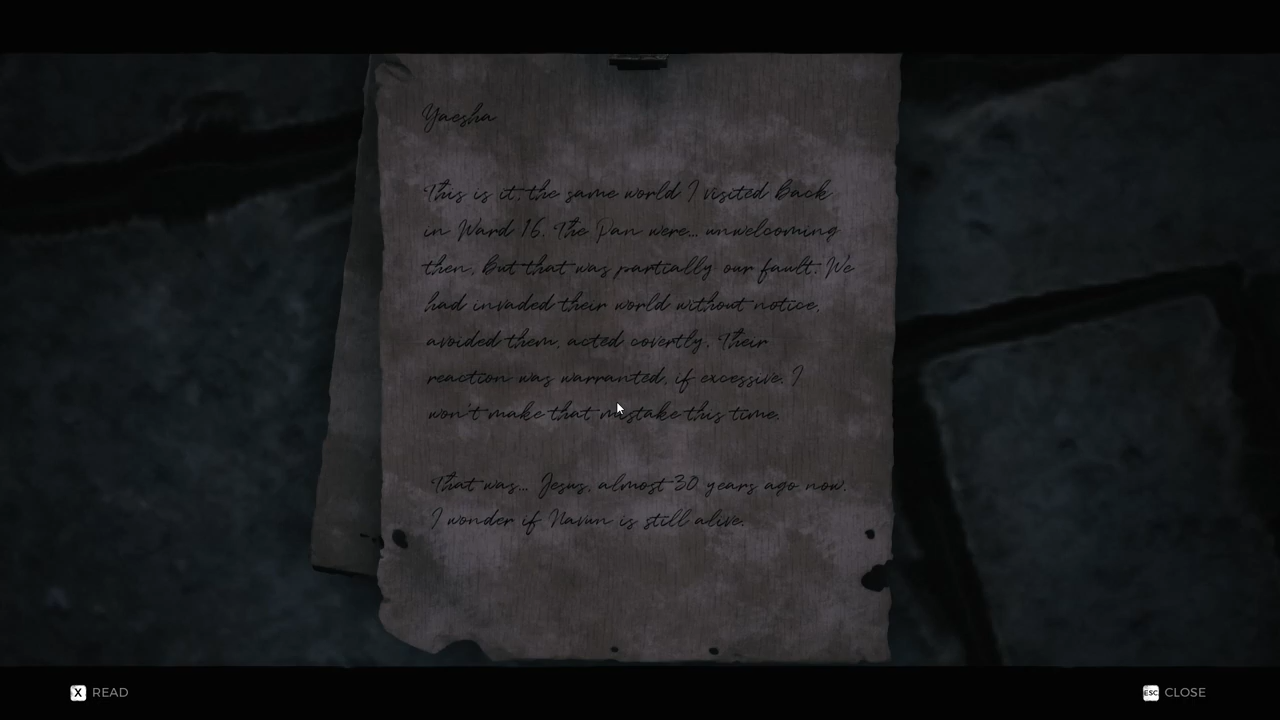 Yaesha
This is it, the same world I visited back
in Ward 16. The Pan were... unwelcoming
then, but that was partially our fault. We
had invaded their world without notice,
avoided them, acted covertly. Their
reaction was warranted, if excessive. I
won't make that mistake this time.
That was... Jesus, almost 30 years ago now.
I wonder if Navun is still alive.
X READ
ESC CLOSE